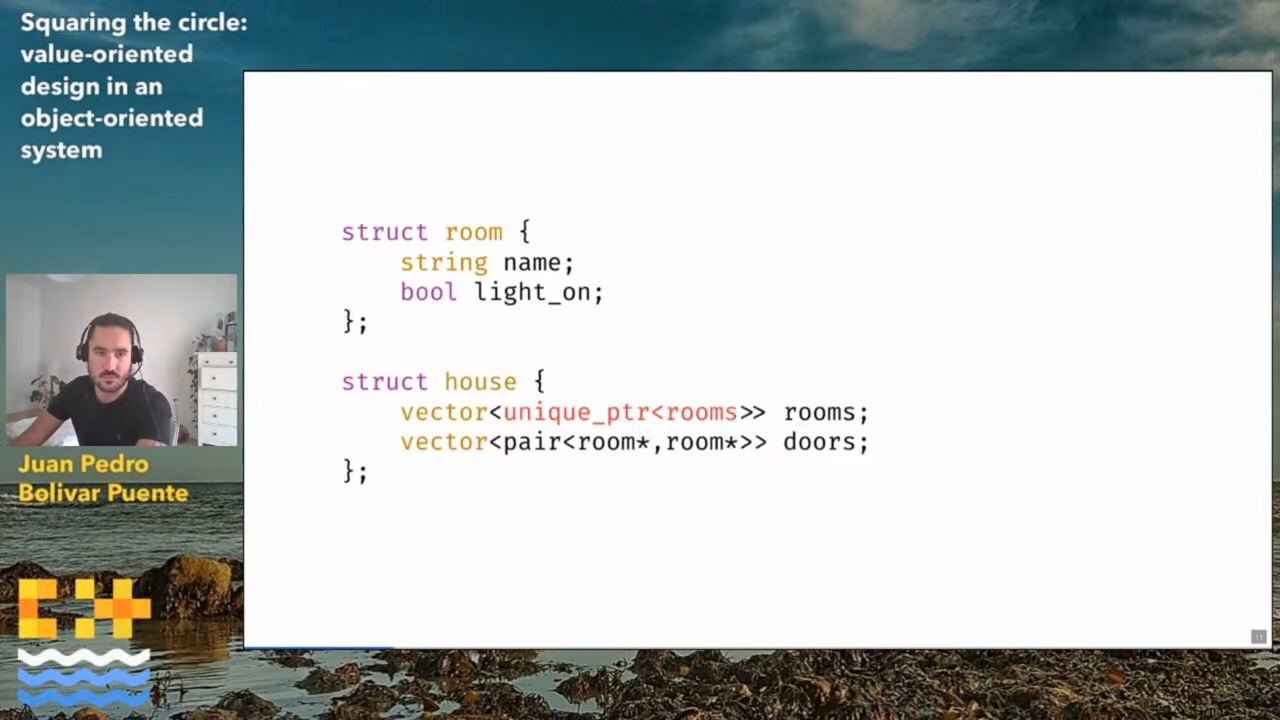 Squaring the circle:
value-oriented
design in an
object-oriented
system
struct room {
    string name;
    bool light_on;
};
struct house {
    vector<unique_ptr<rooms>> rooms;
    vector<pair<room*,room*>> doors;
};
Juan Pedro
Bolivar Puente
C++
11